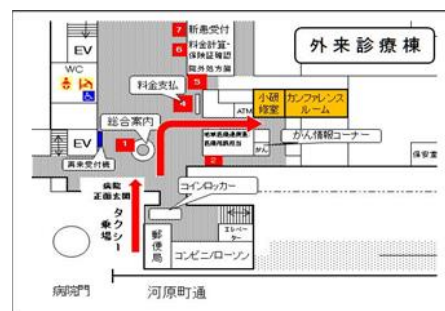 外来診療棟
7 新患受付
6 料金計算・
保険証確認
院外処方箋
5
料金支払
4
EV
WC
総合案内
1
EV
再来受付機
ATM
小研
修室
カンファレンス
ルーム
がん情報コーナー
がん
2
保安室
病院
正面玄関
タクシー
乗場
コインロッカー
郵便局
エレベーター
コンビニ/ローソン
病院門
河原町通